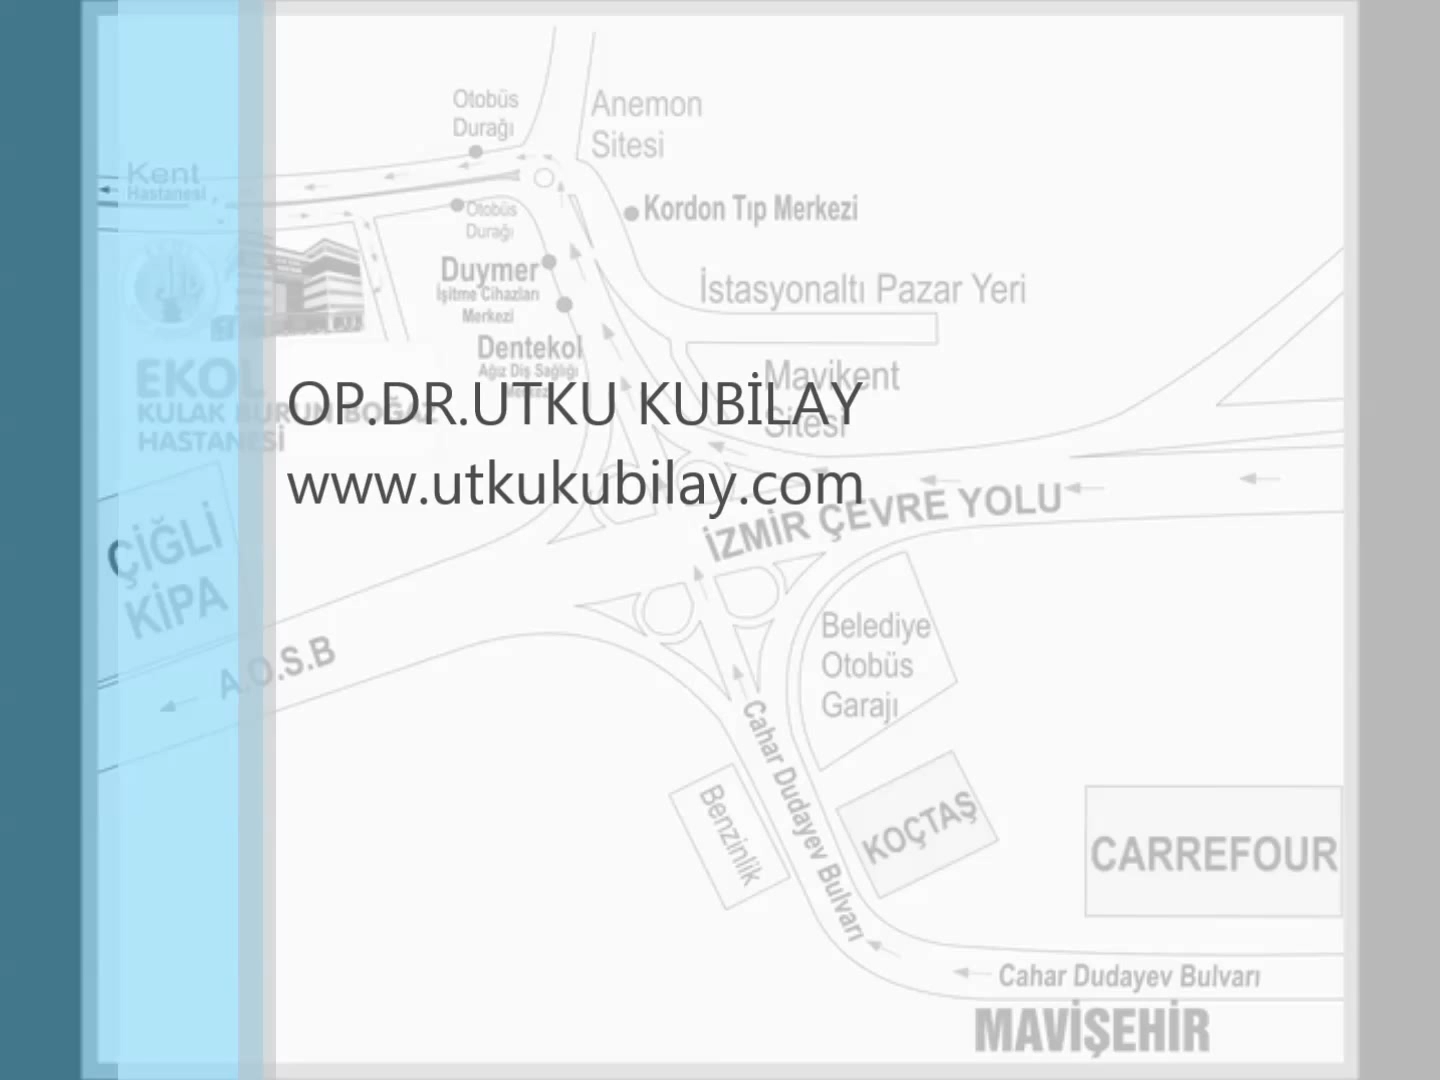 Otobüs
Durağı
Anemon
Sitesi
Kent
Hastanesi
Kordon Tıp Merkezi
Otobüs
Durağı
Duymer
İşitme Cihazları
Merkezi
İstasyonaltı Pazar Yeri
Dentekol
Ağız Diş Sağlığı
Merkezi
Mavikent
Sitesi
EKOL
KULAK BURUN BOĞAZ
HASTANESİ
OP.DR.UTKU KUBİLAY
www.utkukubilay.com
İZMİR ÇEVRE YOLU
ÇİĞLİ
KİPA
A.O.S.B
Belediye
Otobüs
Garajı
Cahar Dudayev Bulvarı
Benzinlik
KOÇTAŞ
CARREFOUR
Cahar Dudayev Bulvarı
MAVİŞEHİR